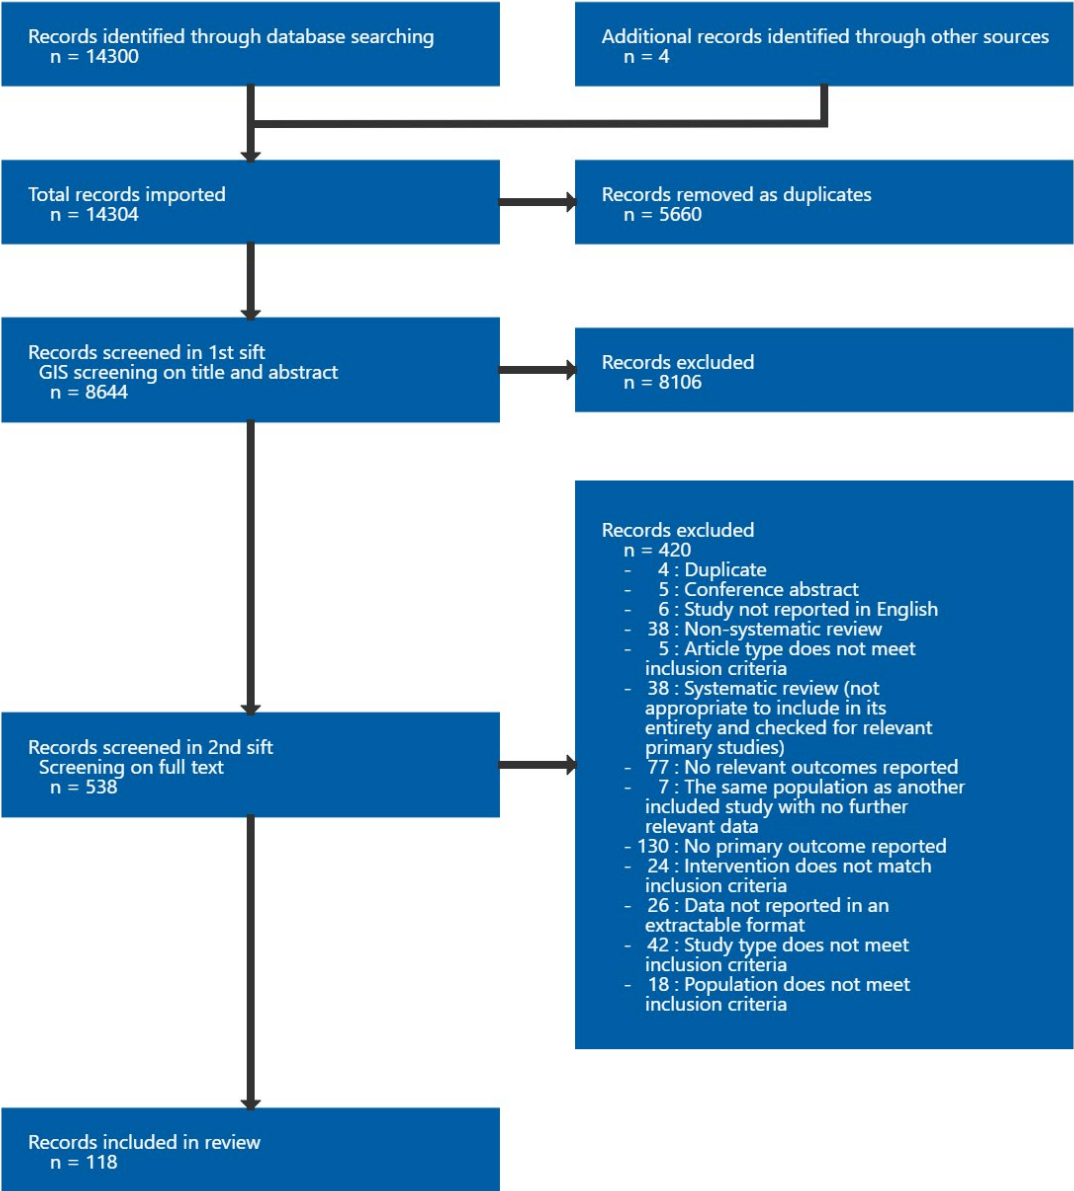 Records identified through database searching
n = 14300
Additional records identified through other sources
n = 4
Total records imported
n = 14304
Records removed as duplicates
n = 5660
Records screened in 1st sift
GIS screening on title and abstract
n = 8644
Records excluded
n = 8106
Records excluded
n = 420
- 4 : Duplicate
- 5 : Conference abstract
- 6 : Study not reported in English
- 38 : Non-systematic review
- 5 : Article type does not meet
inclusion criteria
- 38 : Systematic review (not
appropriate to include in its
entirety and checked for relevant
primary studies)
- 77 : No relevant outcomes reported
- 7 : The same population as another
included study with no further
relevant data
- 130 : No primary outcome reported
- 24 : Intervention does not match
inclusion criteria
- 26 : Data not reported in an
extractable format
- 42 : Study type does not meet
inclusion criteria
- 18 : Population does not meet
inclusion criteria
Records screened in 2nd sift
Screening on full text
n = 538
Records included in review
n = 118